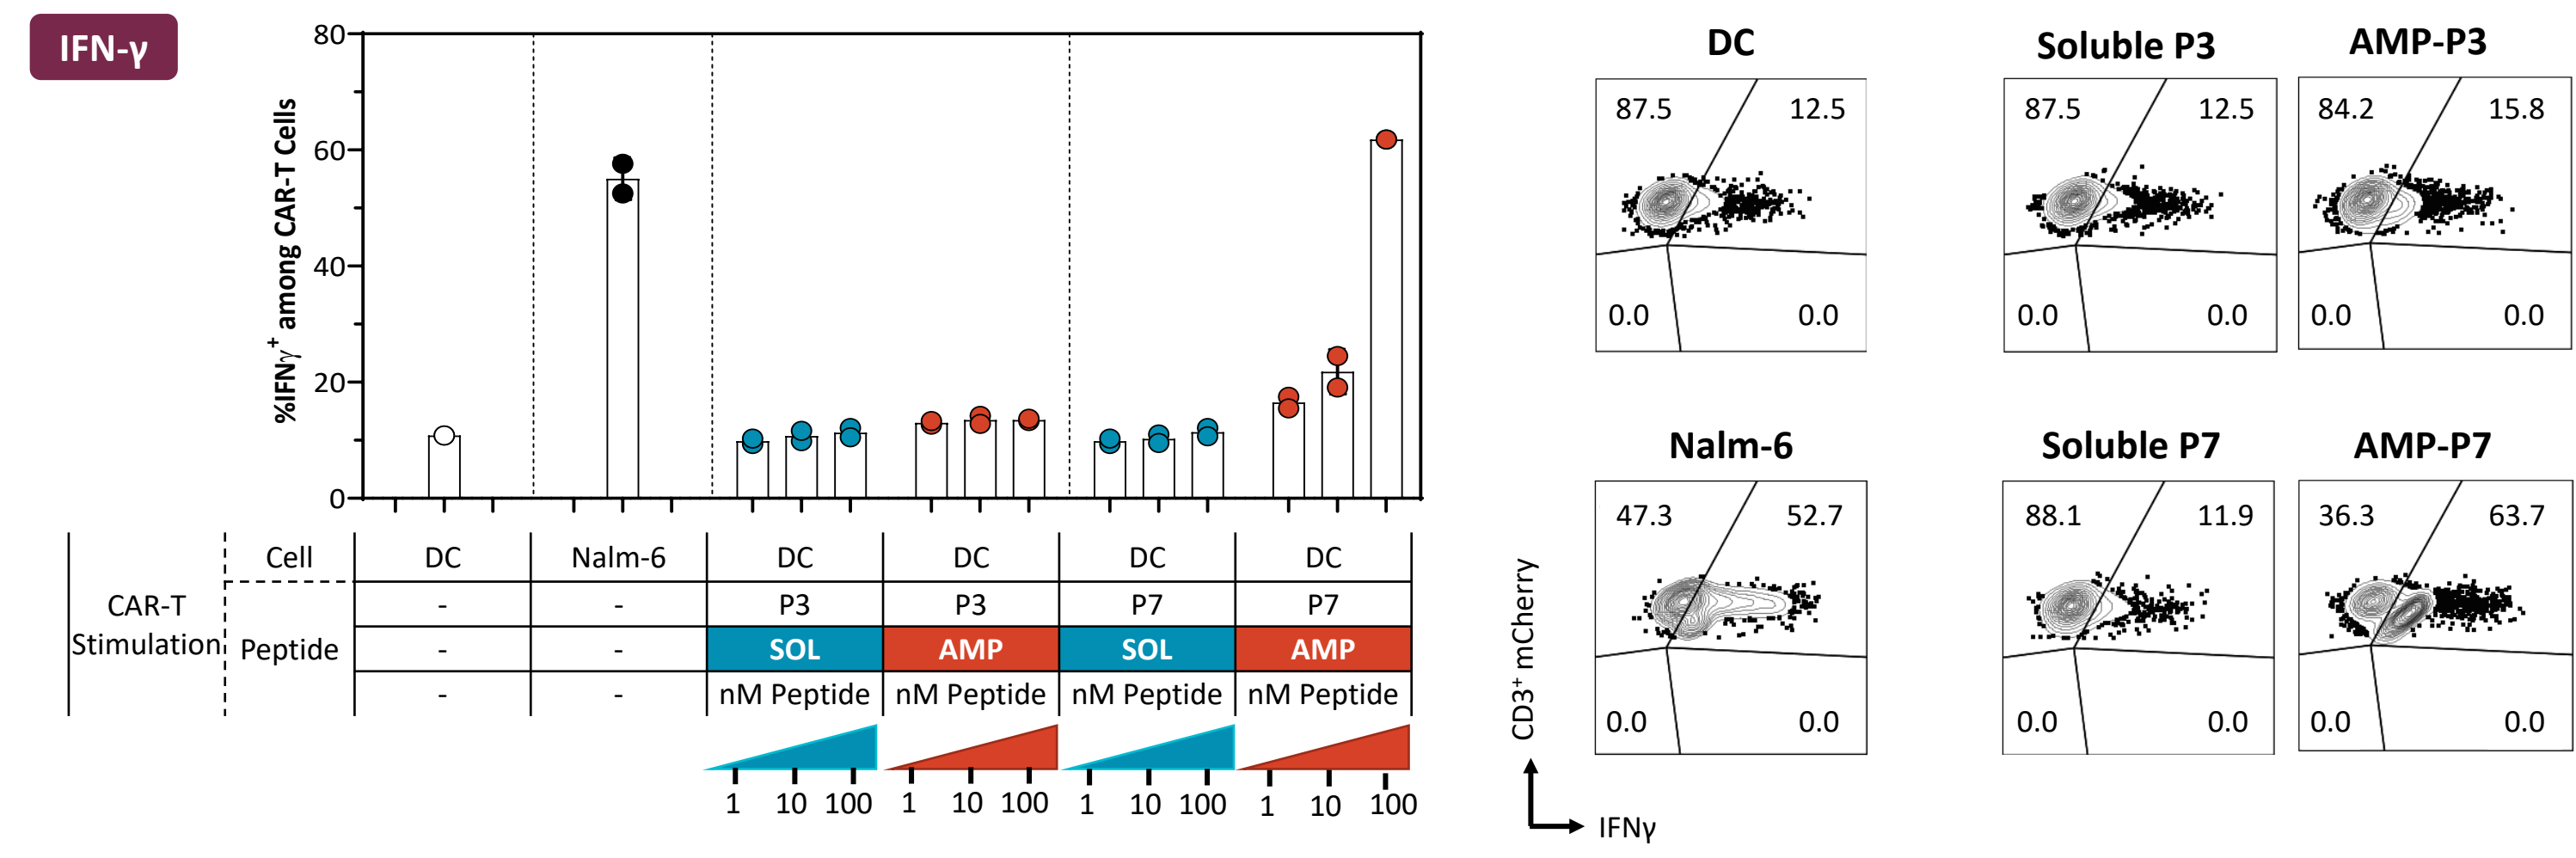 IFN-γ
%IFNγ+ among CAR-T Cells
80
60
40
20
0
CAR-T
Stimulation
Cell
DC
Nalm-6
DC
DC
DC
DC
Peptide
-
-
P3
P3
P7
P7
-
-
SOL
AMP
SOL
AMP
-
-
nM Peptide
nM Peptide
nM Peptide
nM Peptide
1 10 100
1 10 100
1 10 100
1 10 100
DC
87.5 12.5
0.0 0.0
Soluble P3
87.5 12.5
0.0 0.0
AMP-P3
84.2 15.8
0.0 0.0
Nalm-6
47.3 52.7
0.0 0.0
Soluble P7
88.1 11.9
0.0 0.0
AMP-P7
36.3 63.7
0.0 0.0
CD3+ mCherry
IFNγ